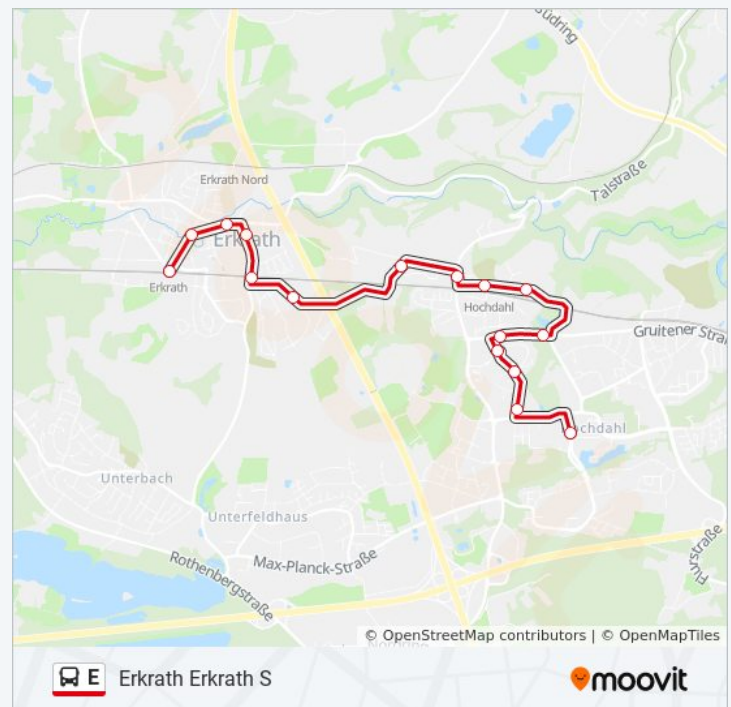 Südring
Talstraße
Erkrath Nord
Erkrath
Erkrath
Hochdahl
Gruitener Stra
Hochdahl
Unterbach
Unterfeldhaus
Max-Planck-Straße
Rothenbergstraße
Flurstraße
© OpenStreetMap contributors | © OpenMapTiles
E Erkrath Erkrath S
moovit